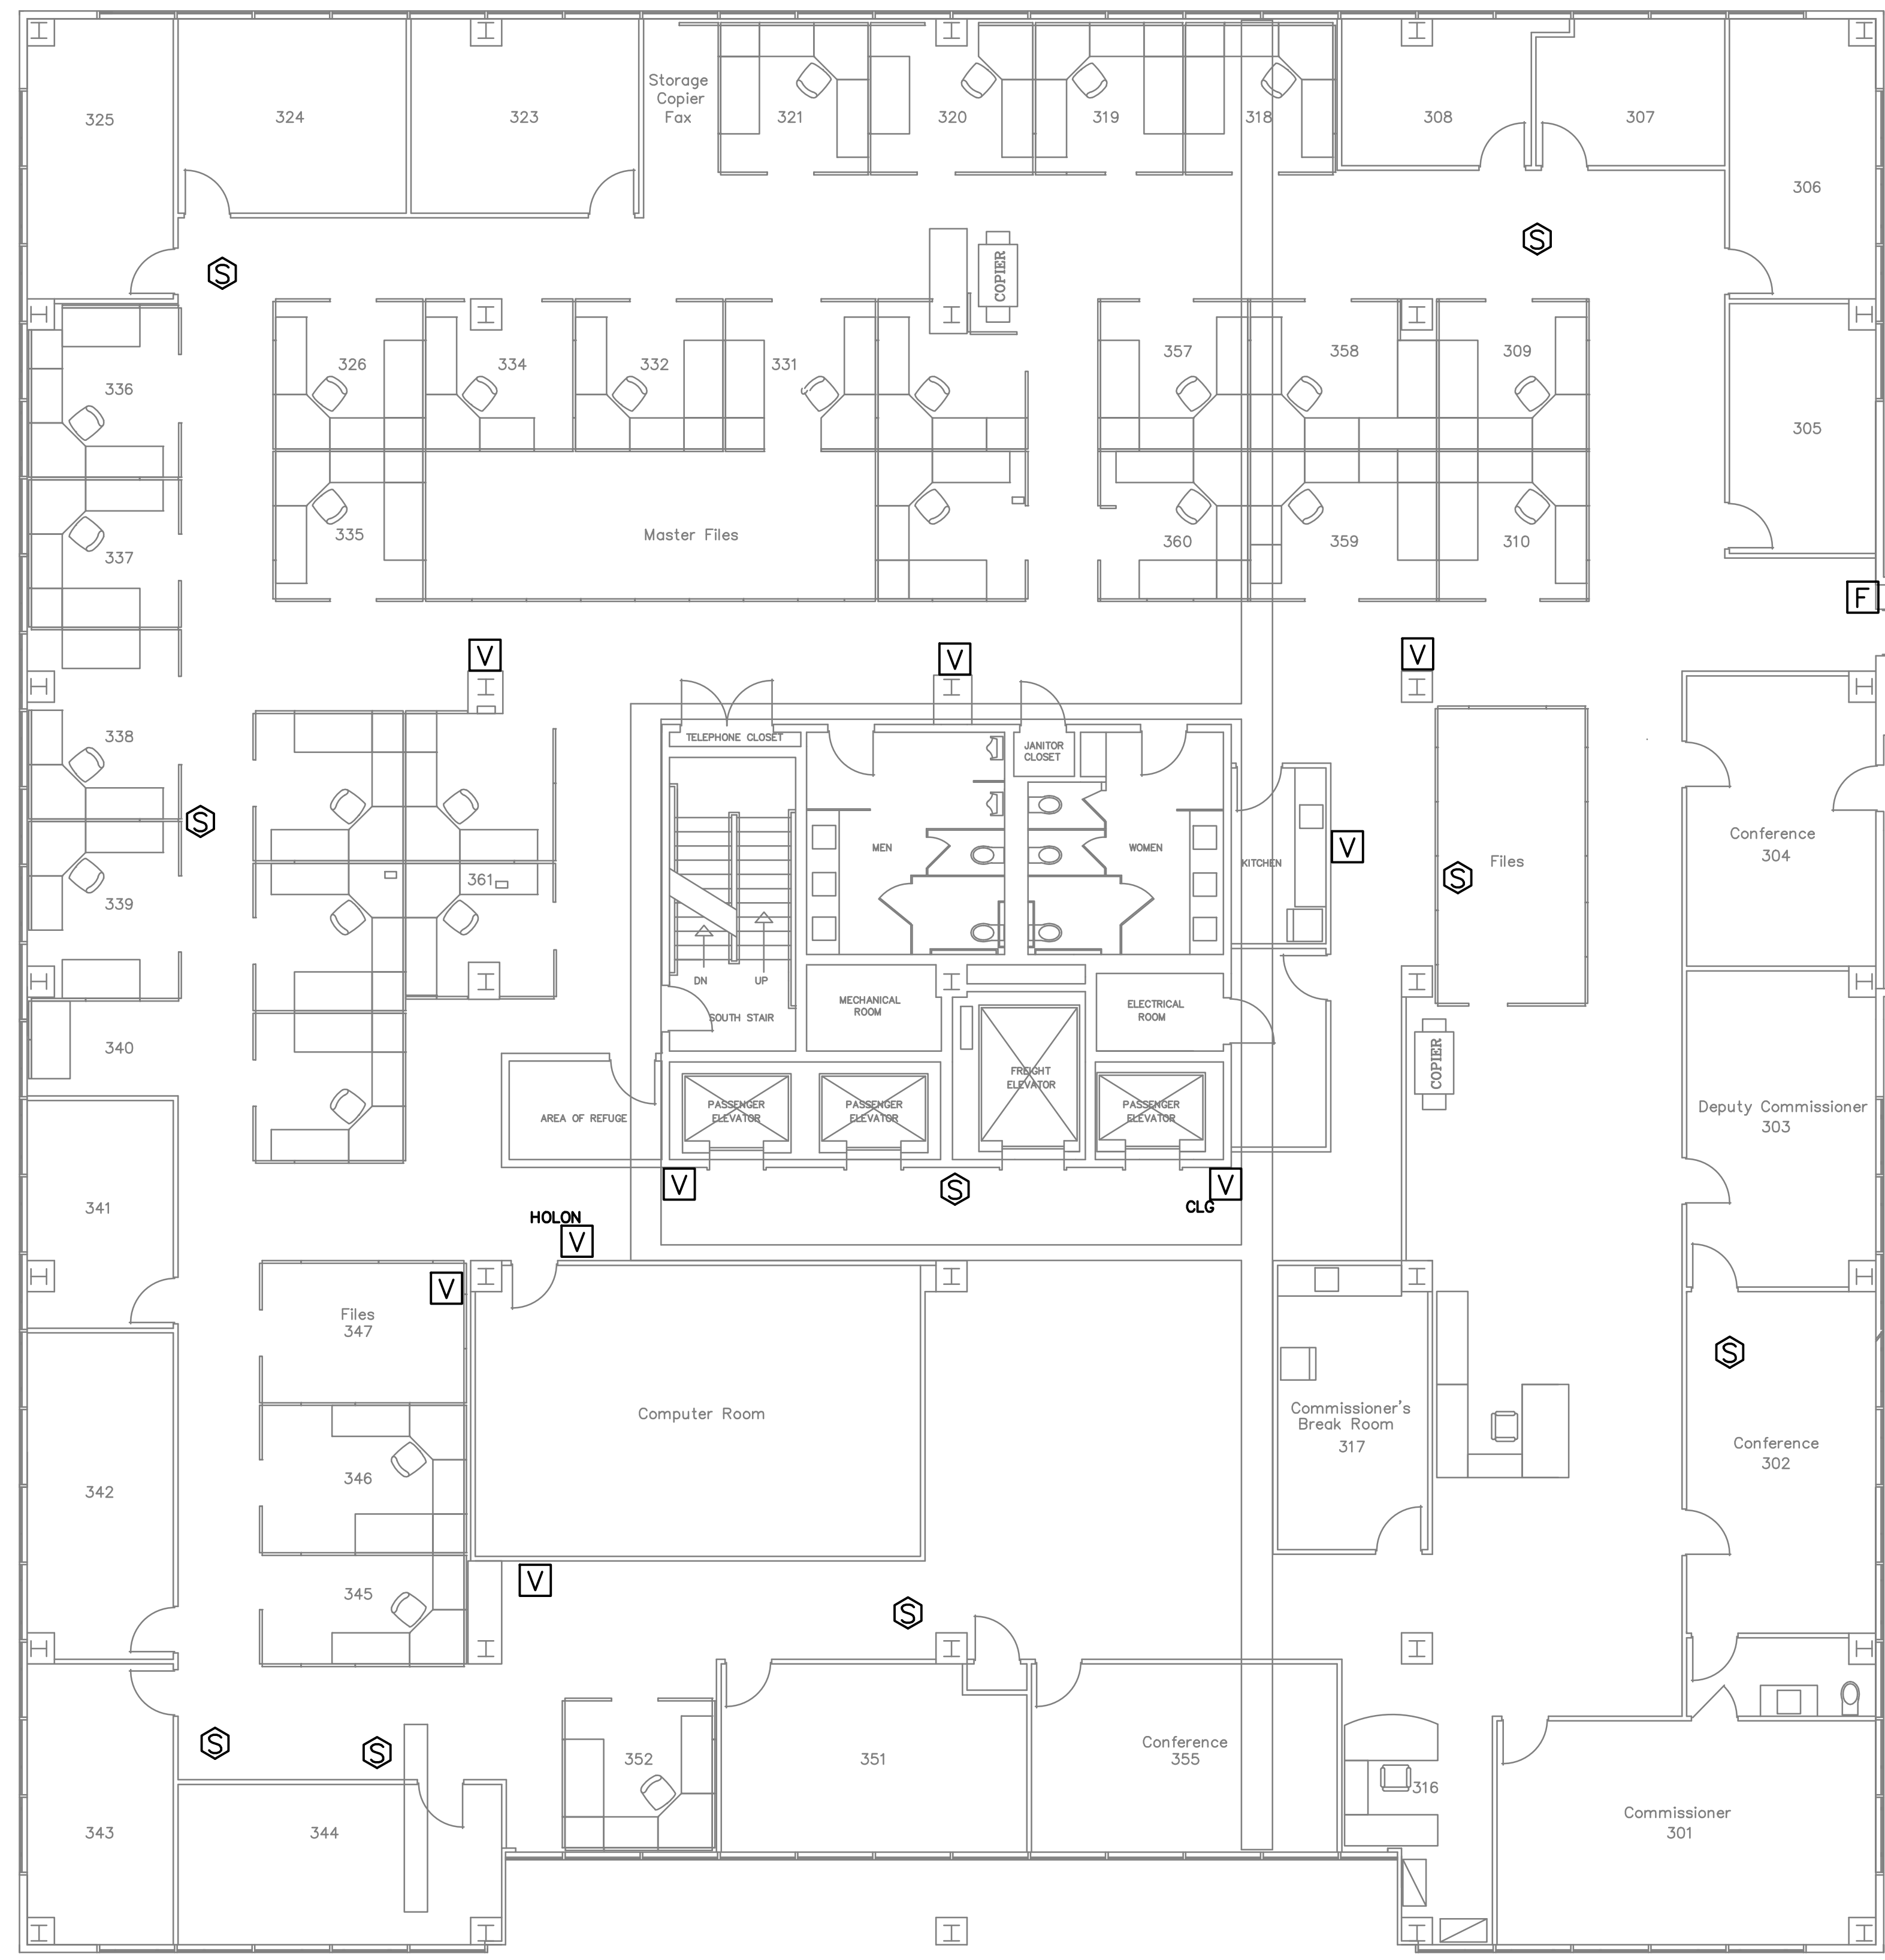 325
324
323
Storage
Copier
Fax
321
320
319
318
308
307
306
S
S
COPIER
336
326
334
332
331
357
358
309
305
337
335
Master Files
360
359
310
F
V
V
V
338
TELEPHONE CLOSET
JANITOR
CLOSET
S
MEN
WOMEN
KITCHEN
V
Conference
304
Files
S
339
361
DN
UP
SOUTH STAIR
MECHANICAL
ROOM
ELECTRICAL
ROOM
340
COPIER
FREIGHT
ELEVATOR
AREA OF REFUGE
PASSENGER
ELEVATOR
PASSENGER
ELEVATOR
PASSENGER
ELEVATOR
Deputy Commissioner
303
V
S
V
CLG
341
HOLON
V
V
Files
347
S
Computer Room
Commissioner's
Break Room
317
Conference
302
342
346
345
V
S
S
S
352
351
Conference
355
316
Commissioner
301
343
344